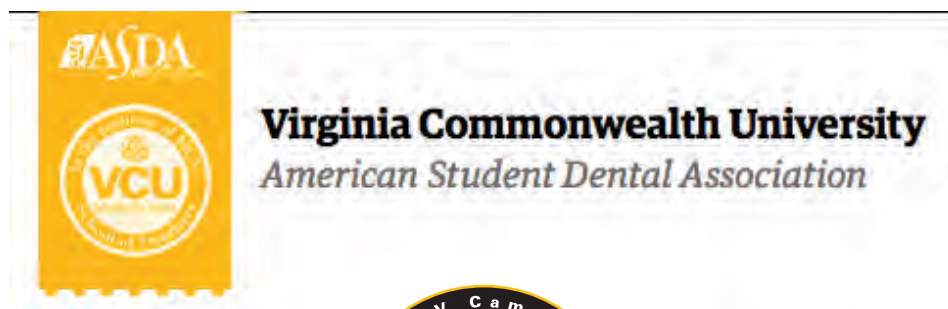 ASDA
Virginia Commonwealth University
American Student Dental Association
VCU